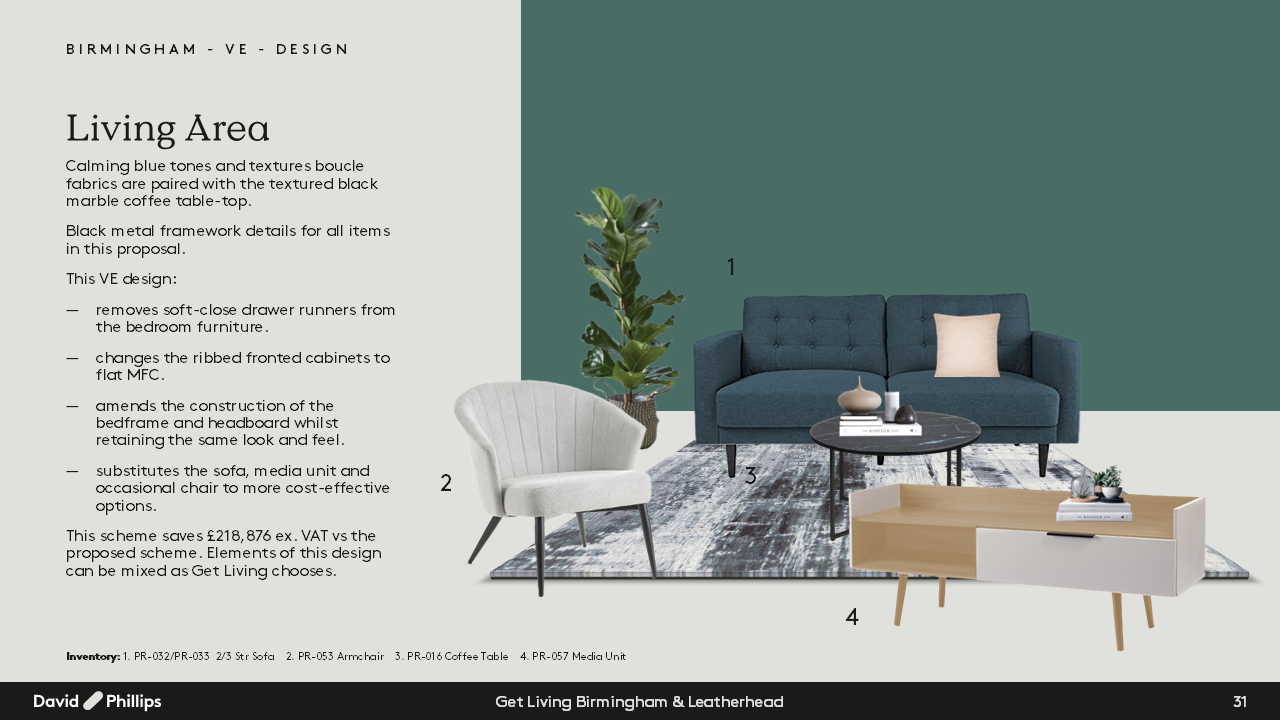 BIRMINGHAM - VE - DESIGN
Living Area
Calming blue tones and textures boucle
fabrics are paired with the textured black
marble coffee table-top.
Black metal framework details for all items
in this proposal.
This VE design:
— removes soft-close drawer runners from
the bedroom furniture.
— changes the ribbed fronted cabinets to
flat MFC.
— amends the construction of the
bedframe and headboard whilst
retaining the same look and feel.
— substitutes the sofa, media unit and
occasional chair to more cost-effective
options.
This scheme saves £218,876 ex. VAT vs the
proposed scheme. Elements of this design
can be mixed as Get Living chooses.
1
2
3
4
Inventory: 1. PR-032/PR-033 2/3 Str Sofa 2. PR-053 Armchair 3. PR-016 Coffee Table 4. PR-057 Media Unit
David Phillips
Get Living Birmingham & Leatherhead
31